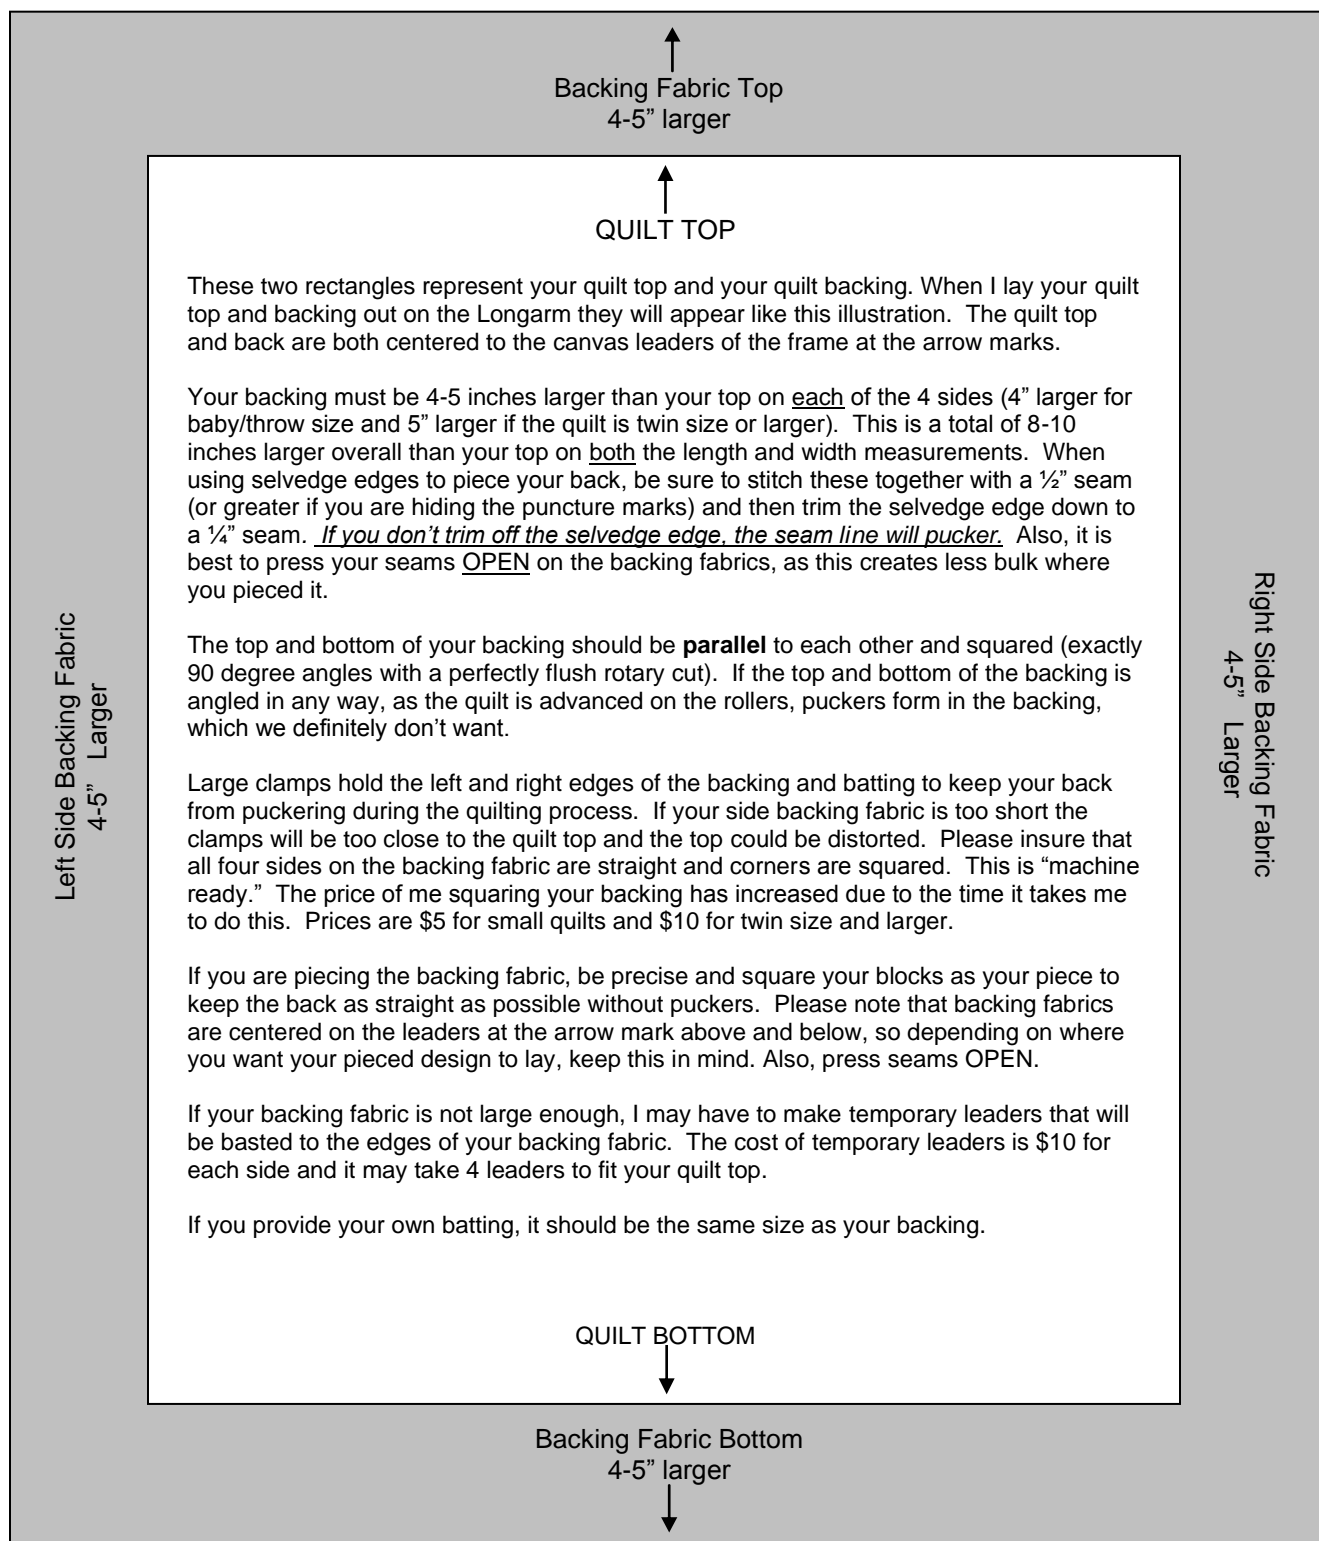 Backing Fabric Top
4-5” larger
QUILT TOP
These two rectangles represent your quilt top and your quilt backing. When I lay your quilt
top and backing out on the Longarm they will appear like this illustration.  The quilt top
and back are both centered to the canvas leaders of the frame at the arrow marks.
Your backing must be 4-5 inches larger than your top on each of the 4 sides (4” larger for
baby/throw size and 5” larger if the quilt is twin size or larger).  This is a total of 8-10
inches larger overall than your top on both the length and width measurements.  When
using selvedge edges to piece your back, be sure to stitch these together with a ½” seam
(or greater if you are hiding the puncture marks) and then trim the selvedge edge down to
a ¼” seam.  If you don’t trim off the selvedge edge, the seam line will pucker.  Also, it is
best to press your seams OPEN on the backing fabrics, as this creates less bulk where
you pieced it.
The top and bottom of your backing should be parallel to each other and squared (exactly
90 degree angles with a perfectly flush rotary cut).  If the top and bottom of the backing is
angled in any way, as the quilt is advanced on the rollers, puckers form in the backing,
which we definitely don’t want.
Large clamps hold the left and right edges of the backing and batting to keep your back
from puckering during the quilting process.  If your side backing fabric is too short the
clamps will be too close to the quilt top and the top could be distorted.  Please insure that
all four sides on the backing fabric are straight and corners are squared.  This is “machine
ready.”  The price of me squaring your backing has increased due to the time it takes me
to do this.  Prices are $5 for small quilts and $10 for twin size and larger.
If you are piecing the backing fabric, be precise and square your blocks as your piece to
keep the back as straight as possible without puckers.  Please note that backing fabrics
are centered on the leaders at the arrow mark above and below, so depending on where
you want your pieced design to lay, keep this in mind. Also, press seams OPEN.
If your backing fabric is not large enough, I may have to make temporary leaders that will
be basted to the edges of your backing fabric.  The cost of temporary leaders is $10 for
each side and it may take 4 leaders to fit your quilt top.
If you provide your own batting, it should be the same size as your backing.
QUILT BOTTOM
Left Side Backing Fabric
4-5”  Larger
Right Side Backing Fabric
4-5”  Larger
Backing Fabric Bottom
4-5” larger